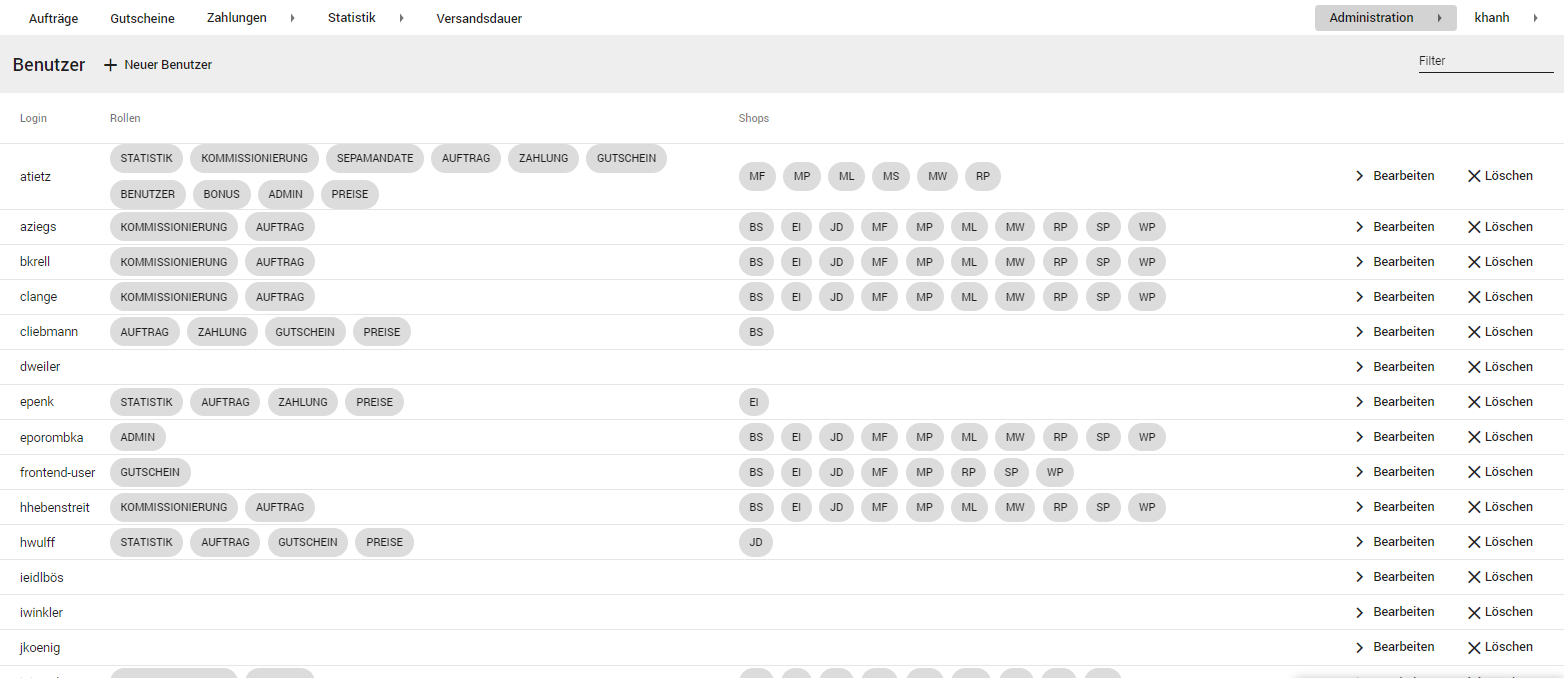 Aufträge Gutscheine Zahlungen Statistik Versandsdauer Administration khanh
Benutzer Neuer Benutzer Filter
Login Rollen Shops
STATISTIK KOMMISSIONIERUNG SEPAMANDATE AUFTRAG ZAHLUNG GUTSCHEIN
atietz MF MP ML MS MW RP Bearbeiten Löschen
BENUTZER BONUS ADMIN PREISE
aziegs KOMMISSIONIERUNG AUFTRAG BS EI JD MF MP ML MW RP SP WP Bearbeiten Löschen
bkrell KOMMISSIONIERUNG AUFTRAG BS EI JD MF MP ML MW RP SP WP Bearbeiten Löschen
clange KOMMISSIONIERUNG AUFTRAG BS EI JD MF MP ML MW RP SP WP Bearbeiten Löschen
cliebmann AUFTRAG ZAHLUNG GUTSCHEIN PREISE BS Bearbeiten Löschen
dweiler Bearbeiten Löschen
epenk STATISTIK AUFTRAG ZAHLUNG PREISE EI Bearbeiten Löschen
eporombka ADMIN BS EI JD MF MP ML MW RP SP WP Bearbeiten Löschen
frontend-user GUTSCHEIN BS EI JD MF MP RP SP WP Bearbeiten Löschen
hhebenstreit KOMMISSIONIERUNG AUFTRAG BS EI JD MF MP ML MW RP SP WP Bearbeiten Löschen
hwulff STATISTIK AUFTRAG GUTSCHEIN PREISE JD Bearbeiten Löschen
ieidlbös Bearbeiten Löschen
iwinkler Bearbeiten Löschen
jkoenig Bearbeiten Löschen